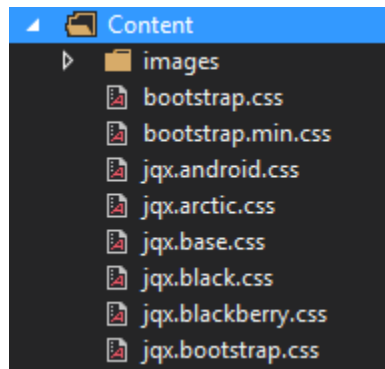 Content
images
bootstrap.css
bootstrap.min.css
jqx.android.css
jqx.arctic.css
jqx.base.css
jqx.black.css
jqx.blackberry.css
jqx.bootstrap.css